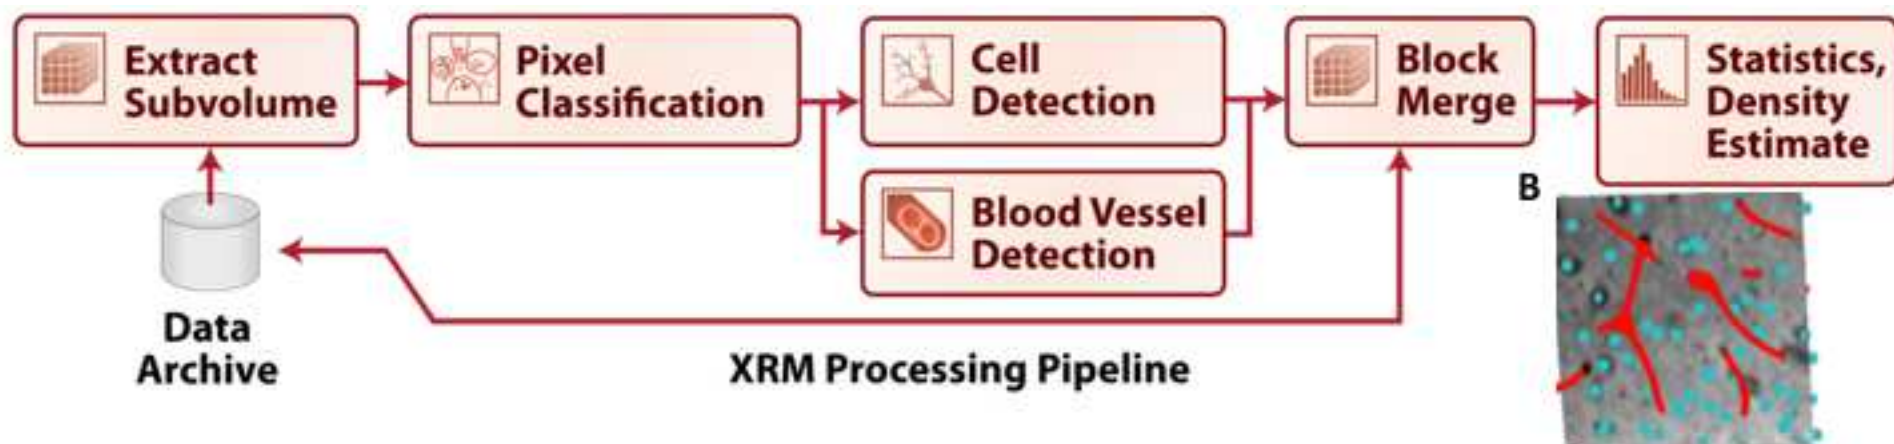 Extract
Subvolume
Pixel
Classification
Cell
Detection
Blood Vessel
Detection
Block
Merge
Statistics,
Density
Estimate
B
Data
Archive
XRM Processing Pipeline